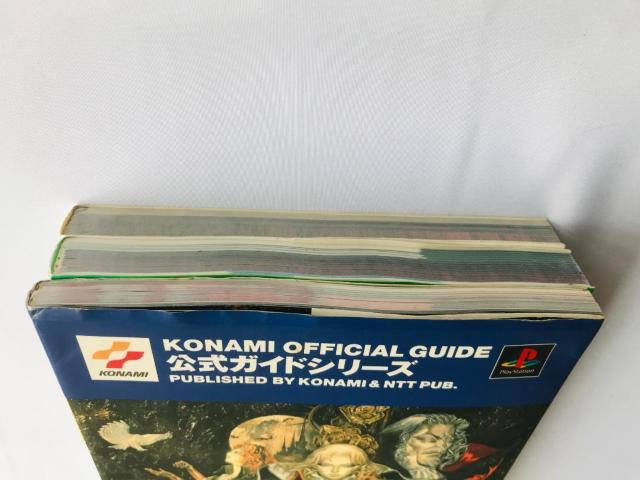 KONAMI
KONAMI OFFICIAL GUIDE
公式ガイドシリーズ
PUBLISHED BY KONAMI & NTT PUB.
PlayStation